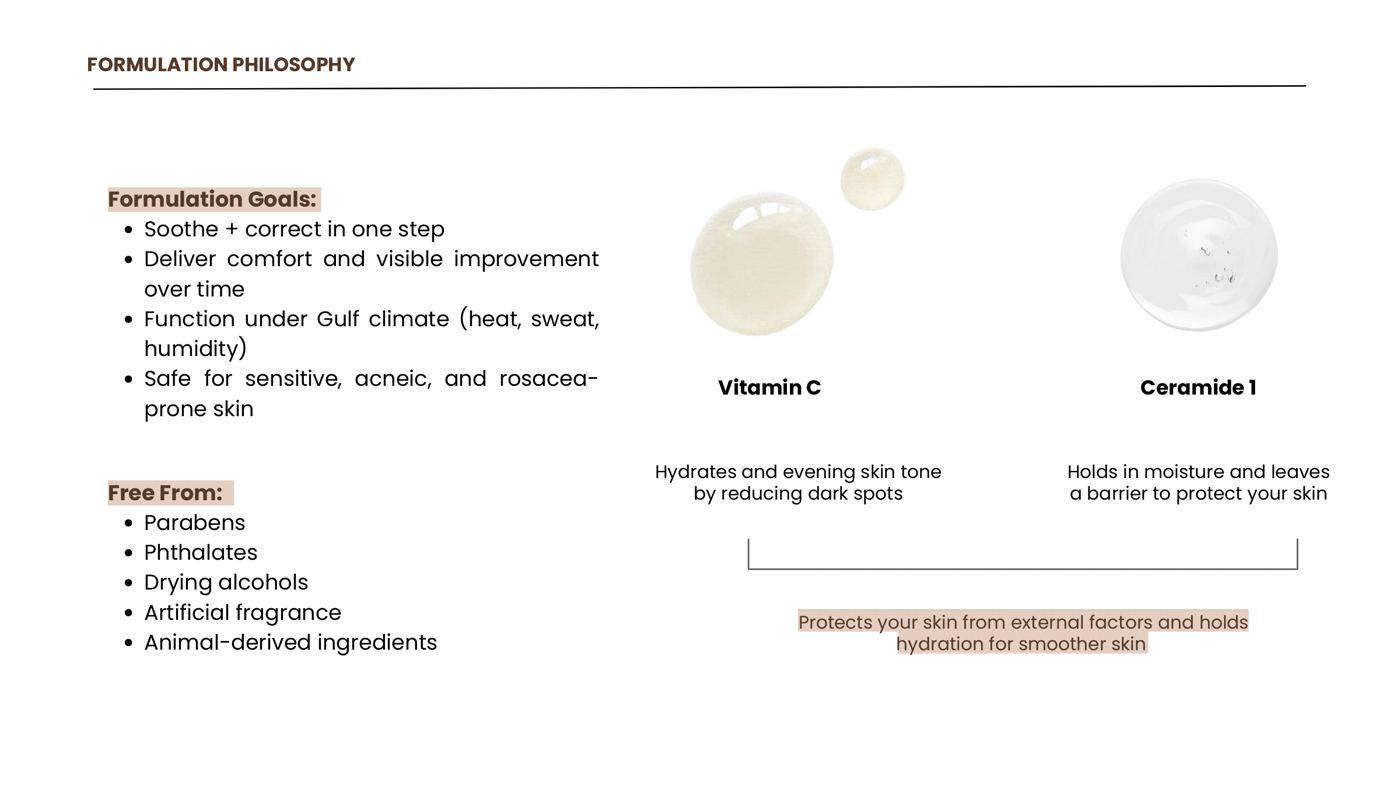 FORMULATION PHILOSOPHY
Formulation Goals:
• Soothe + correct in one step
• Deliver comfort and visible improvement
over time
• Function under Gulf climate (heat, sweat,
humidity)
• Safe for sensitive, acneic, and rosacea-
prone skin
Free From:
• Parabens
• Phthalates
• Drying alcohols
• Artificial fragrance
• Animal-derived ingredients
Vitamin C
Hydrates and evening skin tone
by reducing dark spots
Ceramide 1
Holds in moisture and leaves
a barrier to protect your skin
Protects your skin from external factors and holds
hydration for smoother skin